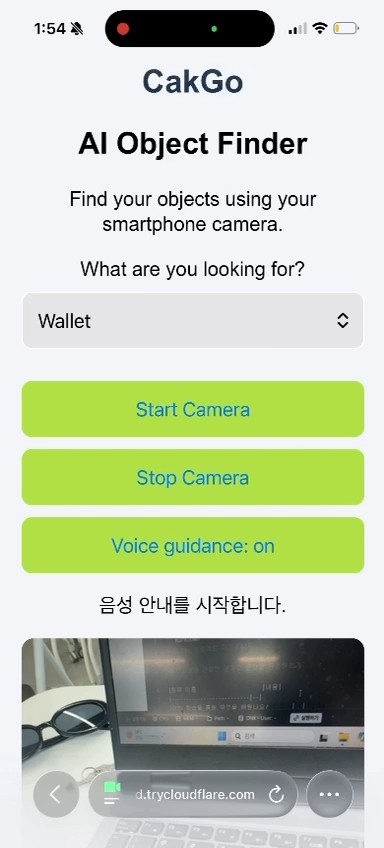 1:54
CakGo
AI Object Finder
Find your objects using your
smartphone camera.
What are you looking for?
Wallet
Start Camera
Stop Camera
Voice guidance: on
음성 안내를 시작합니다.
검색
d.trycloudflare.com